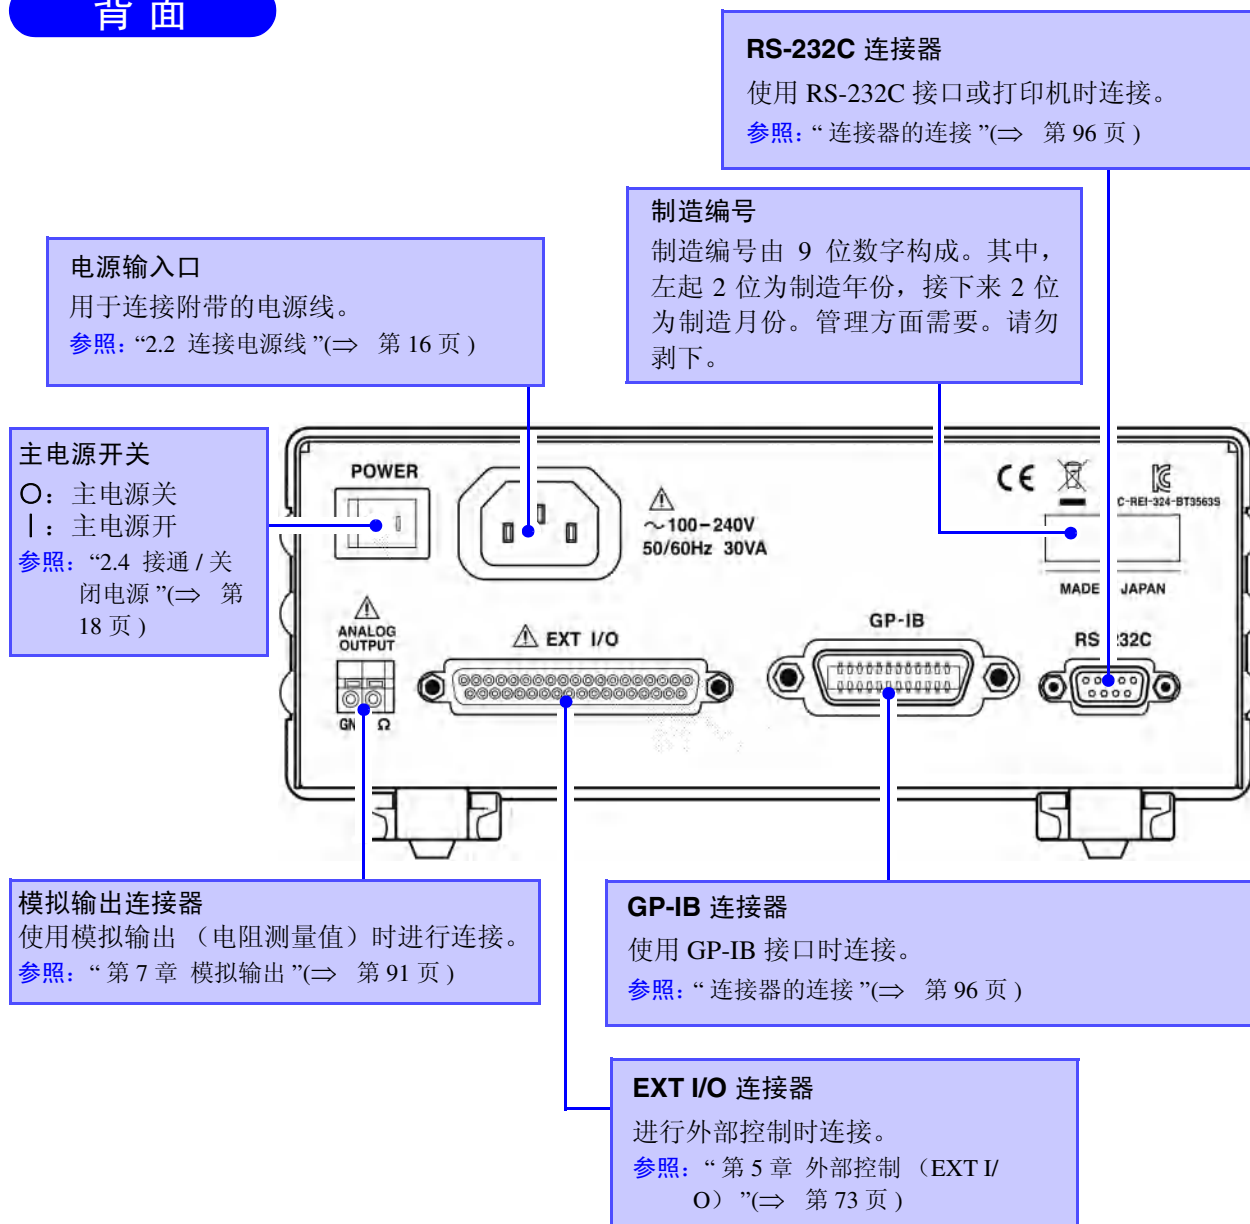 背 面
RS-232C 连接器
使用 RS-232C 接口或打印机时连接。
参照：“ 连接器的连接 ”(⇒ 第 96 页 )
制造编号
制造编号由 9 位数字构成。其中，
左起 2 位为制造年份，接下来 2 位
为制造月份。管理方面需要。请勿
剥下。
电源输入口
用于连接附带的电源线。
参照：“2.2 连接电源线 ”(⇒ 第 16 页 )
主电源开关
○：主电源关
|：主电源开
参照：“2.4 接通 / 关
闭电源 ”(⇒ 第
18 页 )
POWER
～100-240V
50/60Hz 30VA
CE
C-REI-324-BT3563S
MADE JAPAN
ANALOG
OUTPUT
EXT I/O
GP-IB
RS 232C
GN Ω
模拟输出连接器
使用模拟输出 （电阻测量值）时进行连接。
参照：“ 第 7 章 模拟输出 ”(⇒ 第 91 页 )
GP-IB 连接器
使用 GP-IB 接口时连接。
参照：“ 连接器的连接 ”(⇒ 第 96 页 )
EXT I/O 连接器
进行外部控制时连接。
参照：“ 第 5 章 外部控制 （EXT I/
O） ”(⇒ 第 73 页 )